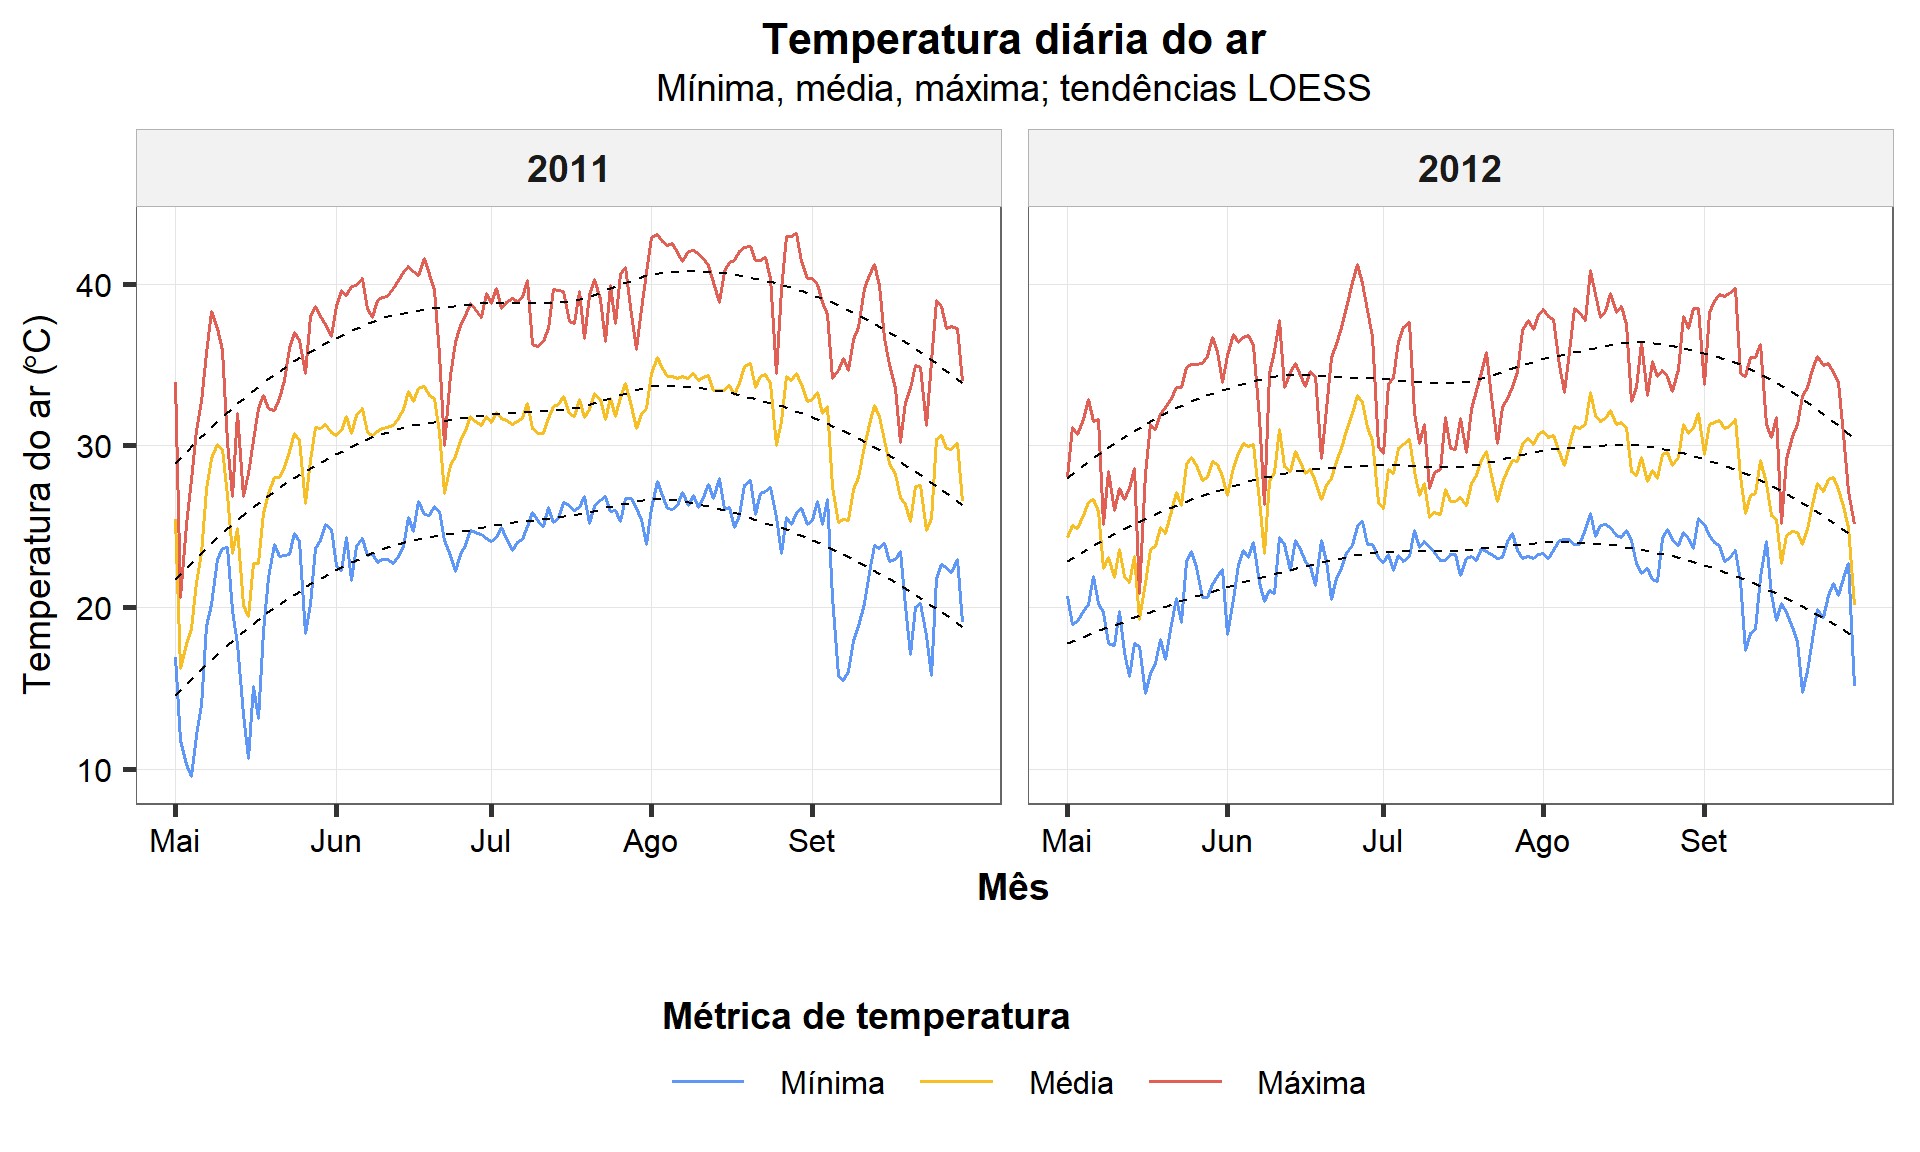 Temperatura diária do ar
Mínima, média, máxima; tendências LOESS
2011
2012
Temperatura do ar (°C)
40
30
20
10
Mai Jun Jul Ago Set
Mai Jun Jul Ago Set
Mês
Métrica de temperatura
Mínima Média Máxima